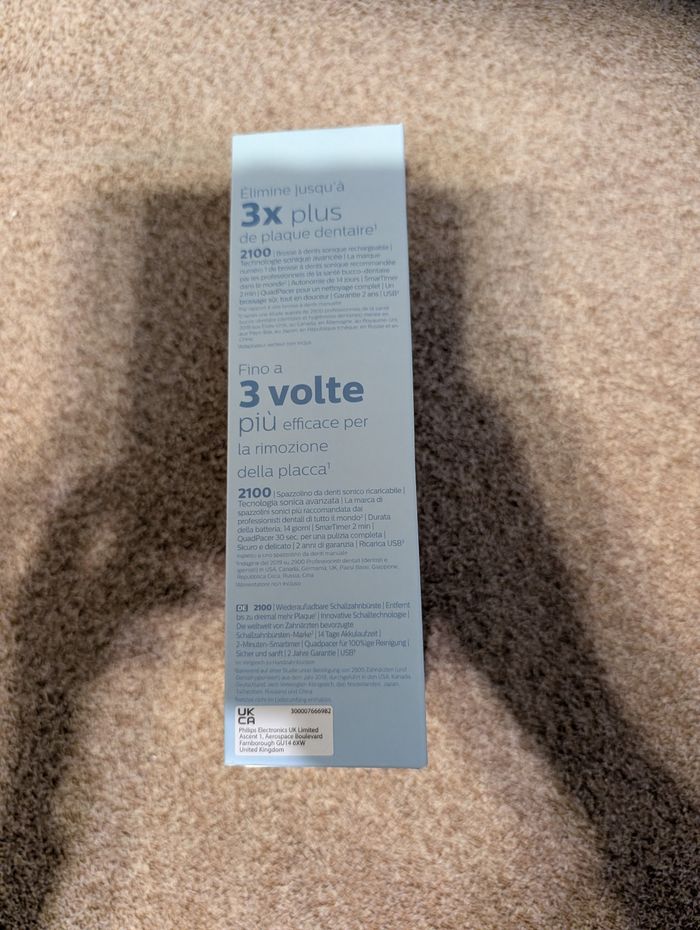 Élimine jusqu'à
3x plus
de plaque dentaire¹
2100 | Brosse à dents sonique rechargeable |
Technologie sonique avancée | La marque
numéro 1 de brosse à dents sonique recommandée
par les professionnels de la santé bucco-dentaire
dans le monde² | Autonomie de 14 jours | SmarTimer
2 min | QuadPacer pour un nettoyage complet | Un
brossage sûr, tout en douceur | Garantie 2 ans | USB³
Fino a
3 volte
più efficace per
la rimozione
della placca¹
2100 | Spazzolino da denti sonico ricaricabile |
Tecnologia sonica avanzata | La marca di
spazzolini sonici più raccomandata dai
professionisti dentali di tutto il mondo² | Durata
della batteria, 14 giorni | SmarTimer 2 min |
QuadPacer 30 sec. per una pulizia completa |
Sicuro e delicato | 2 anni di garanzia | Ricarica USB³
rispetto a uno spazzolino da denti manuale
DE 2100 | Wiederaufladbare Schallzahnbürste | Entfernt
bis zu dreimal mehr Plaque¹ | Innovative Schalltechnologie |
Die weltweit von Zahnärzten bevorzugte
Schallzahnbürsten-Marke² | 14 Tage Akkulaufzeit |
2-Minuten-Smartimer | Quadpacer für 100%ige Reinigung |
Sicher und sanft | 2 Jahre Garantie | USB³
UK
CA
300007666982
Philips Electronics UK Limited
Ascent 1, Aerospace Boulevard
Farnborough GU14 6XW
United Kingdom